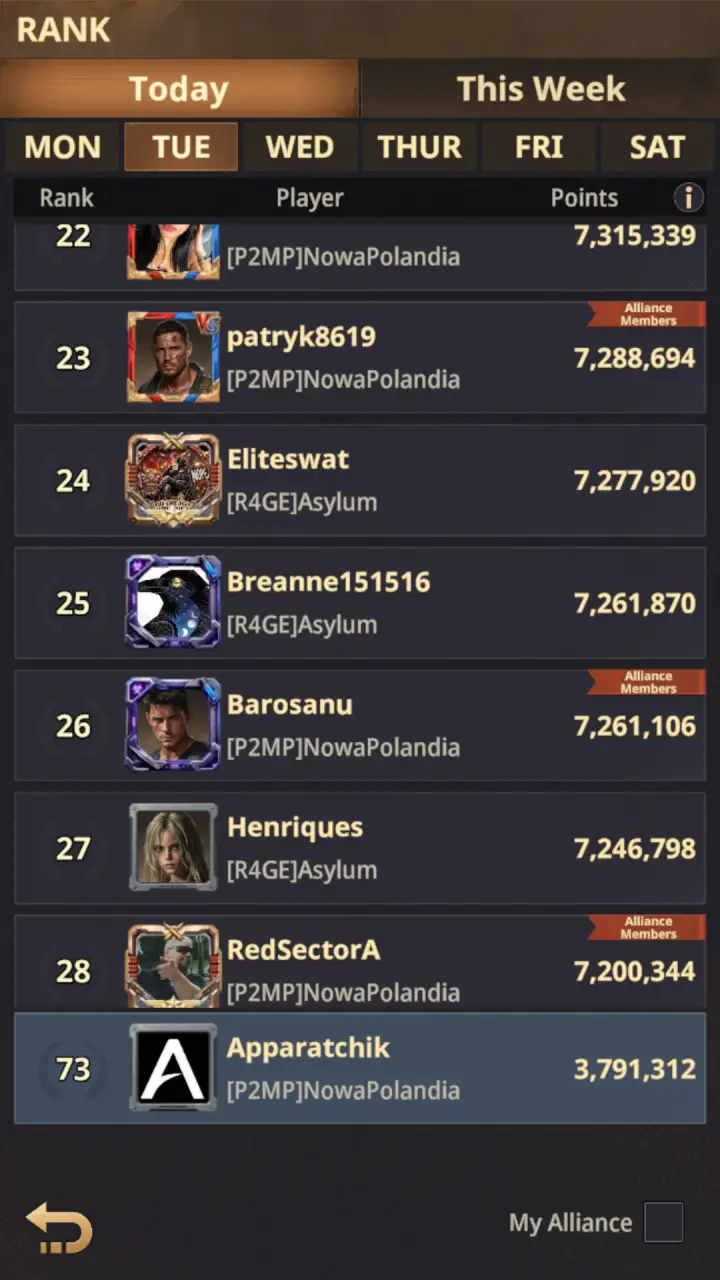 RANK
Today
This Week
MON
TUE
WED
THUR
FRI
SAT
Rank
Player
Points
i
22
[P2MP]NowaPolandia
7,315,339
VS
Alliance
Members
23
patryk8619
[P2MP]NowaPolandia
7,288,694
24
NOPE
Eliteswat
[R4GE]Asylum
7,277,920
25
Breanne151516
[R4GE]Asylum
7,261,870
Alliance
Members
26
Barosanu
[P2MP]NowaPolandia
7,261,106
27
Henriques
[R4GE]Asylum
7,246,798
Alliance
Members
28
RedSectorA
[P2MP]NowaPolandia
7,200,344
73
A
Apparatchik
[P2MP]NowaPolandia
3,791,312
My Alliance